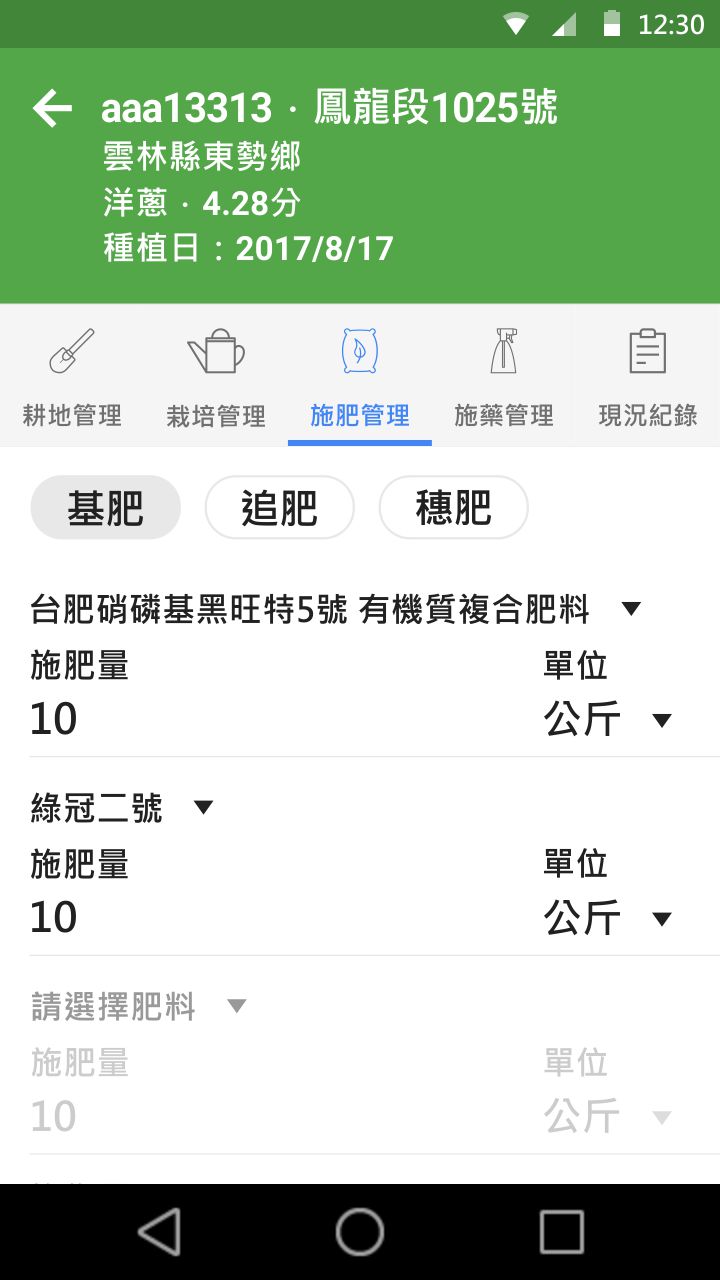 12:30
aaa13313 · 鳳龍段1025號
雲林縣東勢鄉
洋蔥 · 4.28分
種植日：2017/8/17
耕地管理 栽培管理 施肥管理 施藥管理 現況紀錄
基肥 追肥 穗肥
台肥硝磷基黑旺特5號 有機質複合肥料
施肥量 單位
10 公斤
綠冠二號
施肥量 單位
10 公斤
請選擇肥料
施肥量 單位
10 公斤